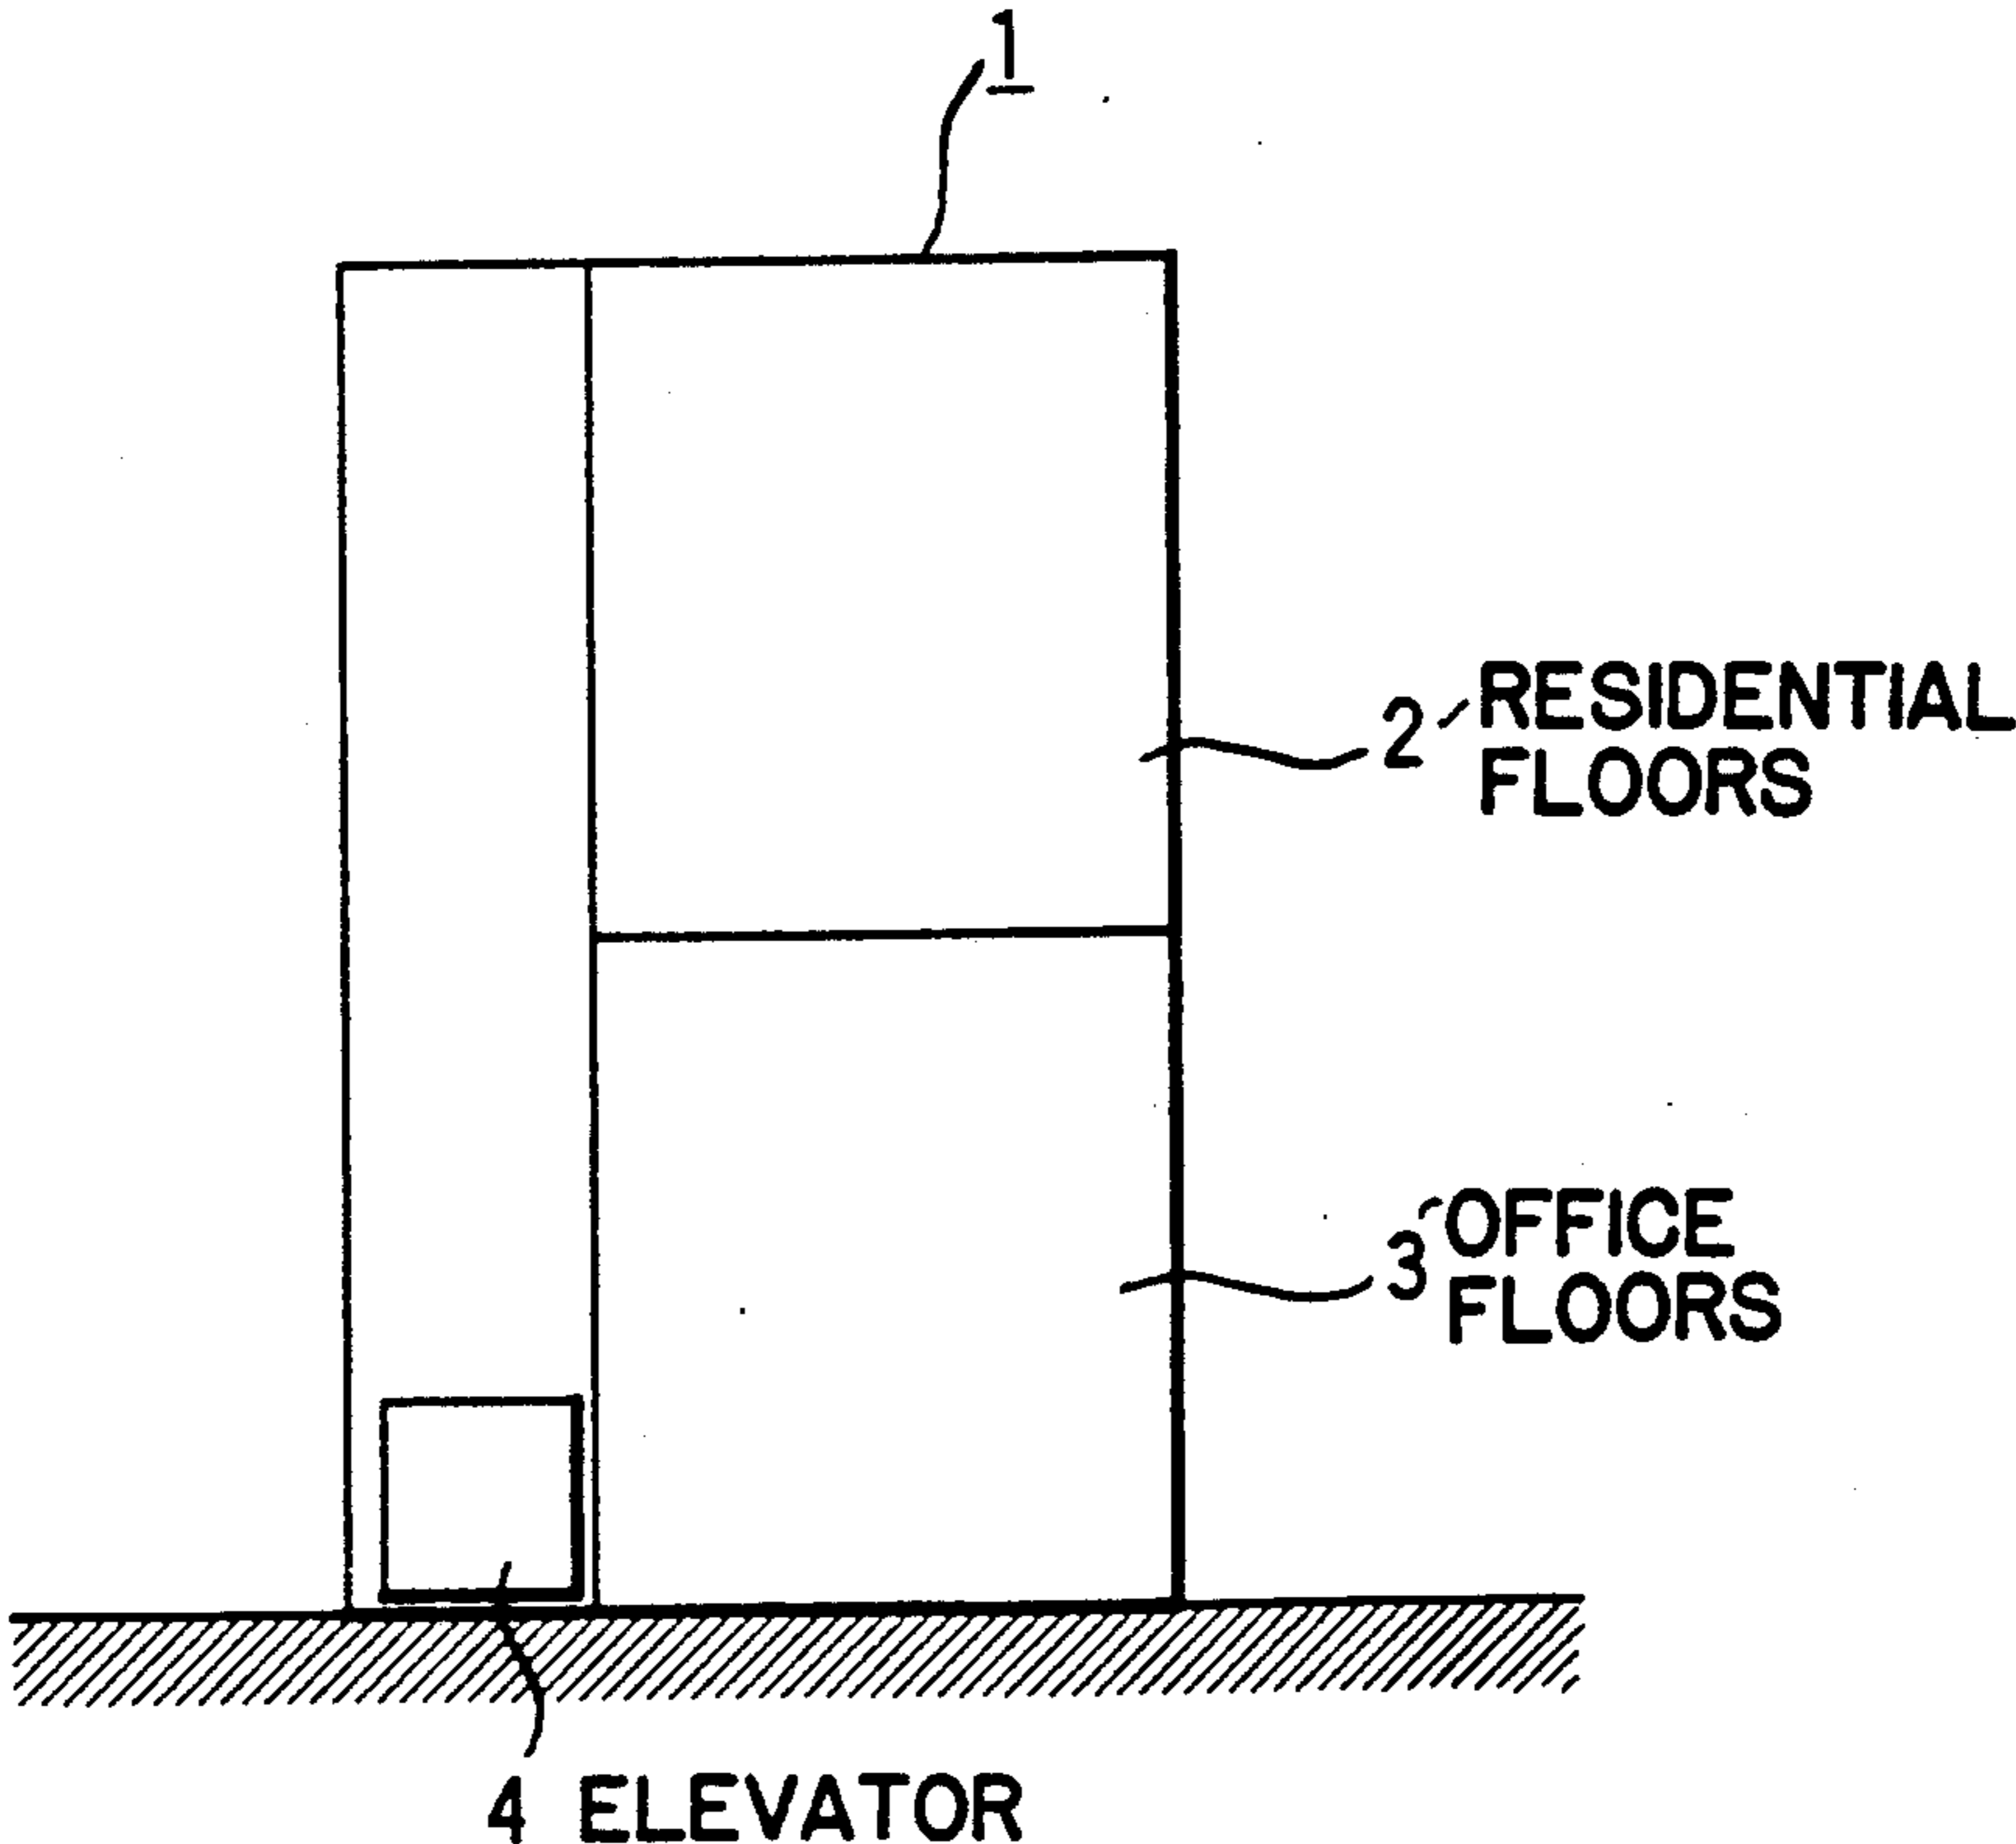 1
2 RESIDENTIAL
FLOORS
3 OFFICE
FLOORS
4 ELEVATOR